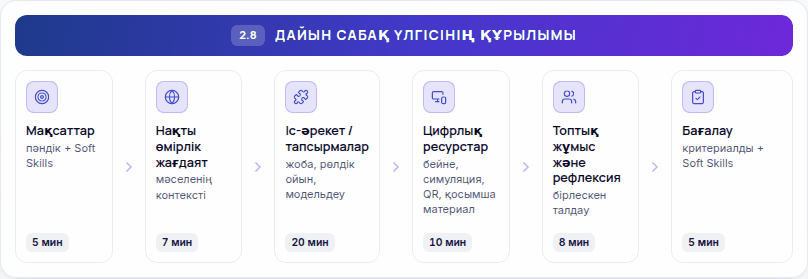 2.8 ДАЙЫН САБАҚ ҮЛГІСІНІҢ ҚҰРЫЛЫМЫ
Мақсаттар
пәндік + Soft
Skills
5 мин
Нақты
өмірлік
жағдаят
мәселенің
контексті
7 мин
Іс-әрекет /
тапсырмалар
жоба, рөлдік
ойын,
модельдеу
20 мин
Цифрлық
ресурстар
бейне,
симуляция,
QR, қосымша
материал
10 мин
Топтық
жұмыс
және
рефлексия
бірлескен
талдау
8 мин
Бағалау
критериалды +
Soft Skills
5 мин